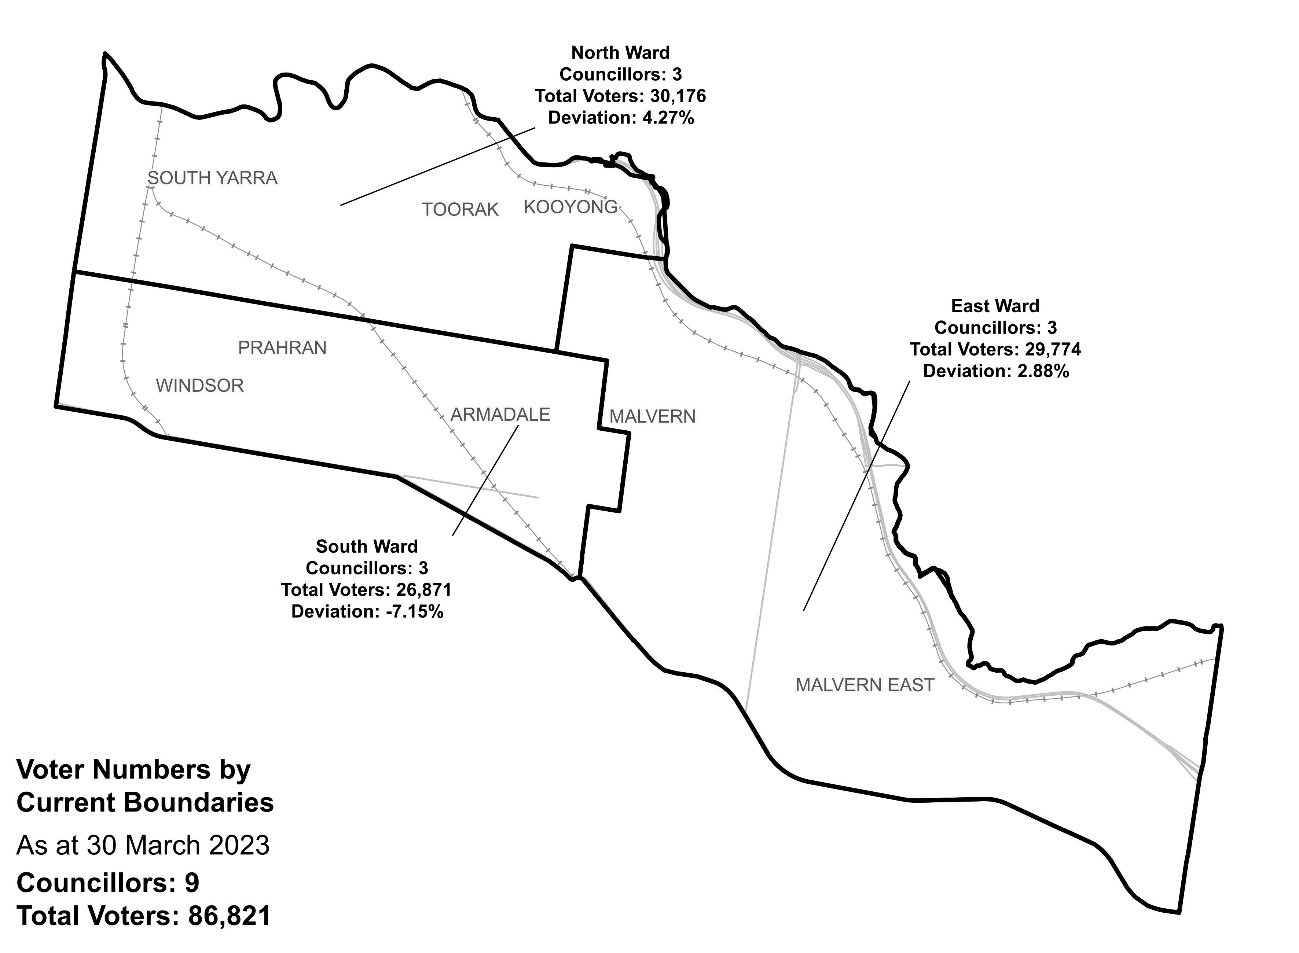 North Ward
Councillors: 3
Total Voters: 30,176
Deviation: 4.27%
SOUTH YARRA
TOORAK
KOOYONG
East Ward
Councillors: 3
Total Voters: 29,774
Deviation: 2.88%
PRAHRAN
WINDSOR
ARMADALE
MALVERN
South Ward
Councillors: 3
Total Voters: 26,871
Deviation: -7.15%
MALVERN EAST
Voter Numbers by
Current Boundaries
As at 30 March 2023
Councillors: 9
Total Voters: 86,821